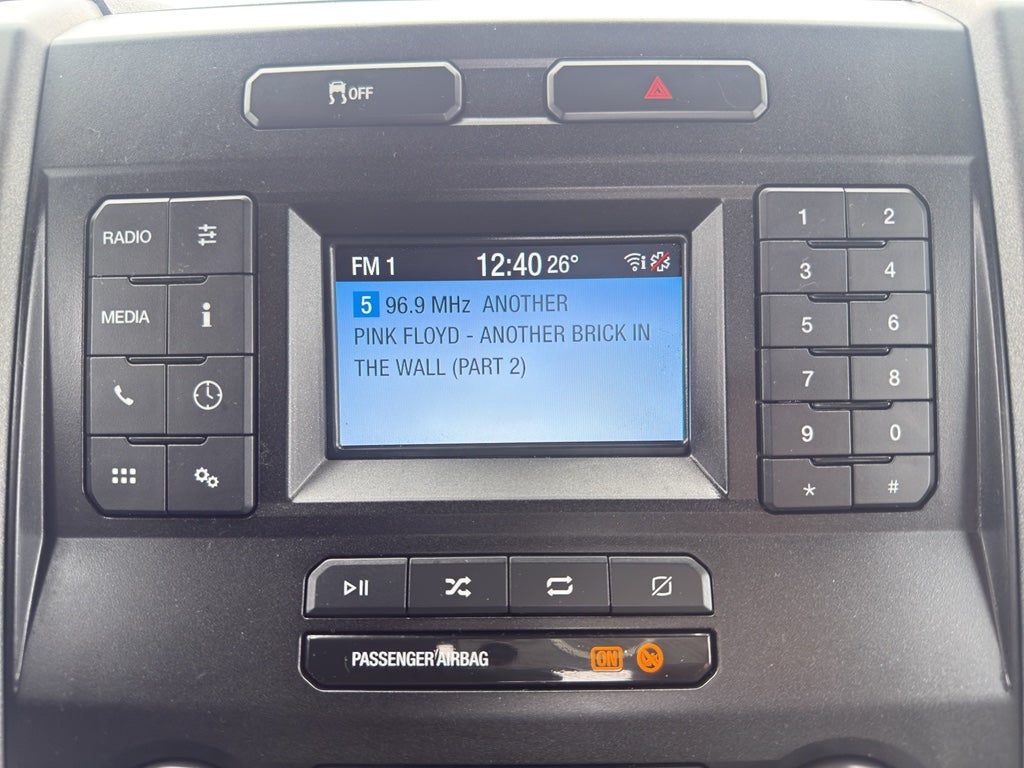 OFF
RADIO
MEDIA
i
FM 1 12:40 26°
5 96.9 MHz ANOTHER
PINK FLOYD - ANOTHER BRICK IN
THE WALL (PART 2)
1 2
3 4
5 6
7 8
9 0
* #
PASSENGER AIRBAG ON